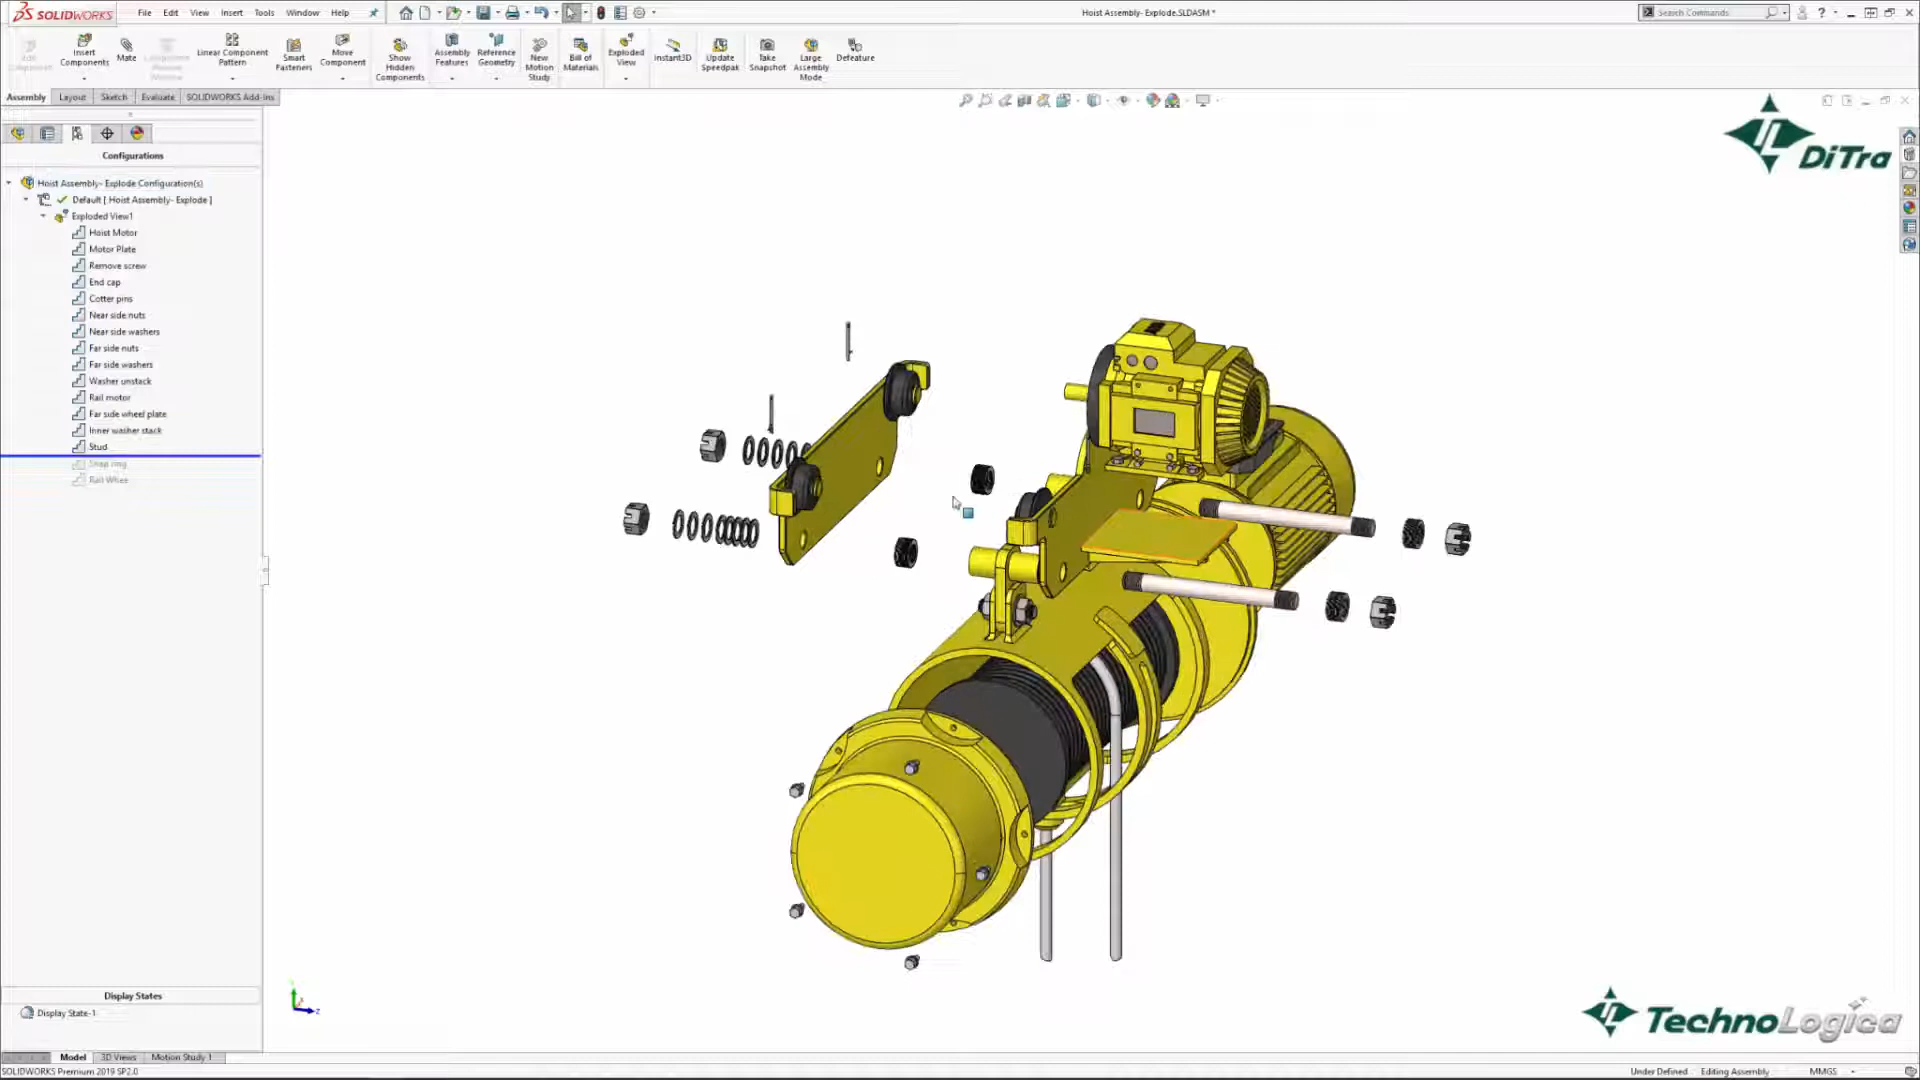 SOLIDWORKS File Edit View Insert Tools Window Help
Hoist Assembly- Explode.SLDASM *
Search Commands
Insert Components
Mate
Linear Component Pattern
Smart Fasteners
Move Component
Show Hidden Components
Assembly Features
Reference Geometry
New Motion Study
Bill of Materials
Exploded View
Instant3D
Update Speedpak
Take Snapshot
Large Assembly Mode
Defeature
Assembly Layout Sketch Evaluate SOLIDWORKS Add-Ins
DiTra
Configurations
Hoist Assembly- Explode Configuration(s)
Default [ Hoist Assembly- Explode ]
Exploded View1
Hoist Motor
Motor Plate
Remove screw
End cap
Cotter pins
Near side nuts
Near side washers
Far side nuts
Far side washers
Washer unstack
Rail motor
Far side wheel plate
Inner washer stack
Stud
Snap ring
Rail Whee
Display States
Display State-1
TechnoLogica
Model 3D Views Motion Study 1
SOLIDWORKS Premium 2019 SP2.0
Under Defined Editing Assembly MMGS